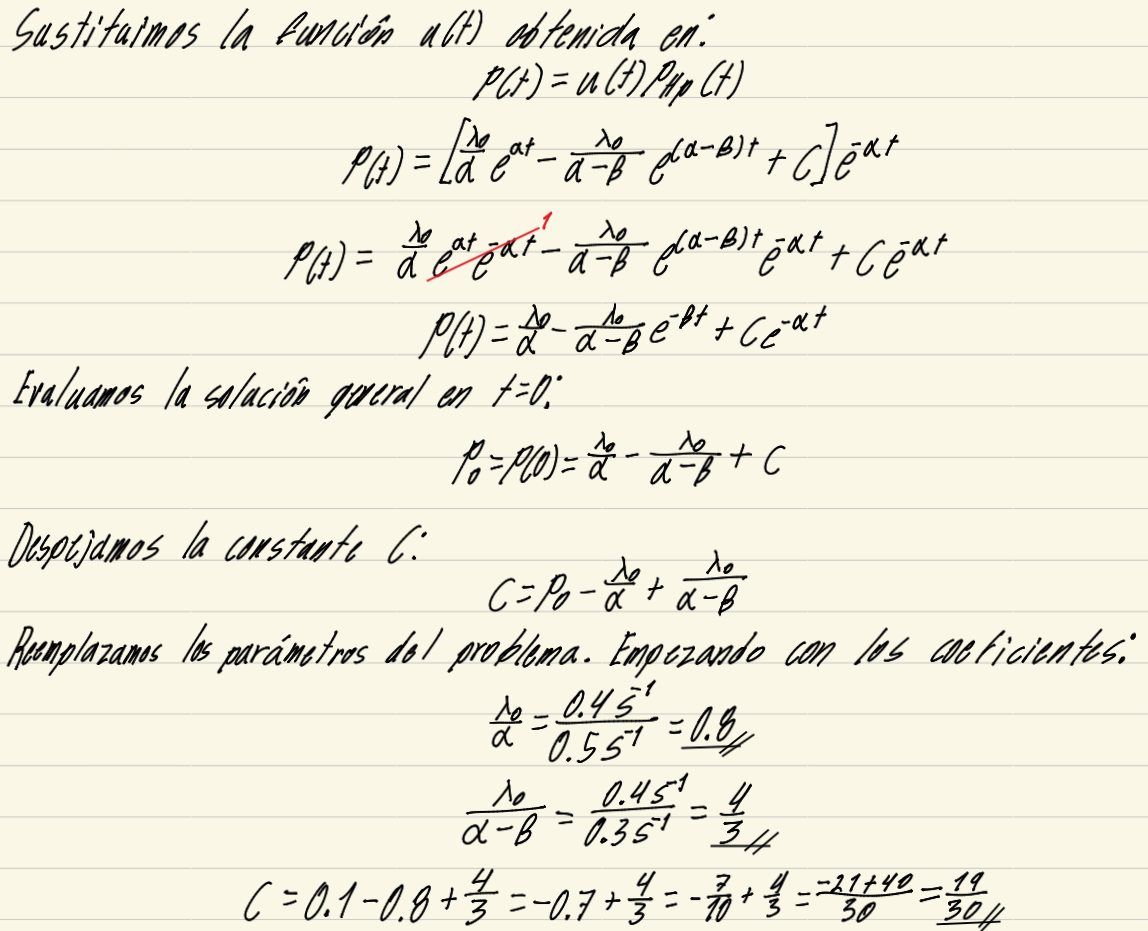 Sustituimos la función u(t) obtenida en:
P(t) = u(t) P_Hp(t)
P(t) = [λ₀/α e^{αt} − λ₀/(α−β) e^{(α−β)t} + C] e^{−αt}
P(t) = λ₀/α e^{αt} e^{−αt} 1 − λ₀/(α−β) e^{(α−β)t} e^{−αt} + C e^{−αt}
P(t) = λ₀/α − λ₀/(α−β) e^{−βt} + C e^{−αt}
Evaluamos la solución general en t=0:
P₀ = P(0) = λ₀/α − λ₀/(α−β) + C
Despejamos la constante C:
C = P₀ − λ₀/α + λ₀/(α−β)
Reemplazamos los parámetros del problema. Empezando con los coeficientes:
λ₀/α = 0.4 s⁻¹/0.5 s⁻¹ = 0.8
λ₀/(α−β) = 0.4 s⁻¹/0.3 s⁻¹ = 4/3
C = 0.1 − 0.8 + 4/3 = −0.7 + 4/3 = −7/10 + 4/3 = (−21+40)/30 = 19/30